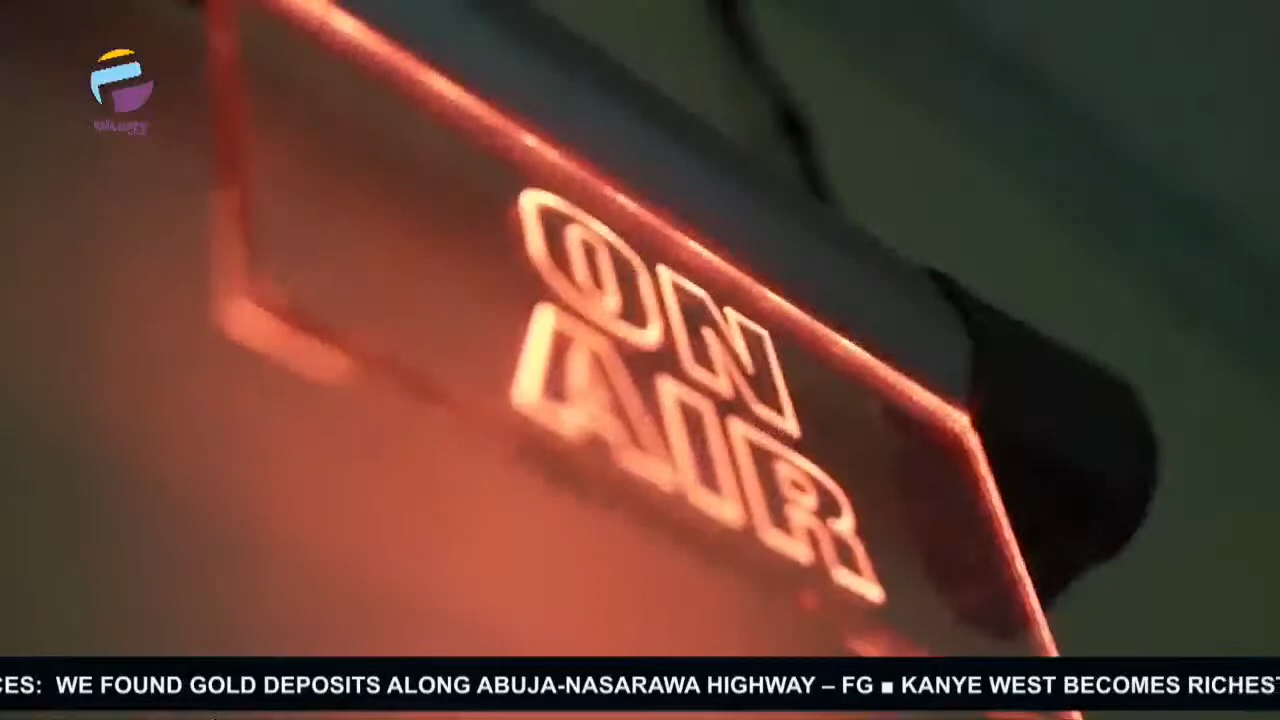 ON
AIR
CES: WE FOUND GOLD DEPOSITS ALONG ABUJA-NASARAWA HIGHWAY – FG ■ KANYE WEST BECOMES RICHEST